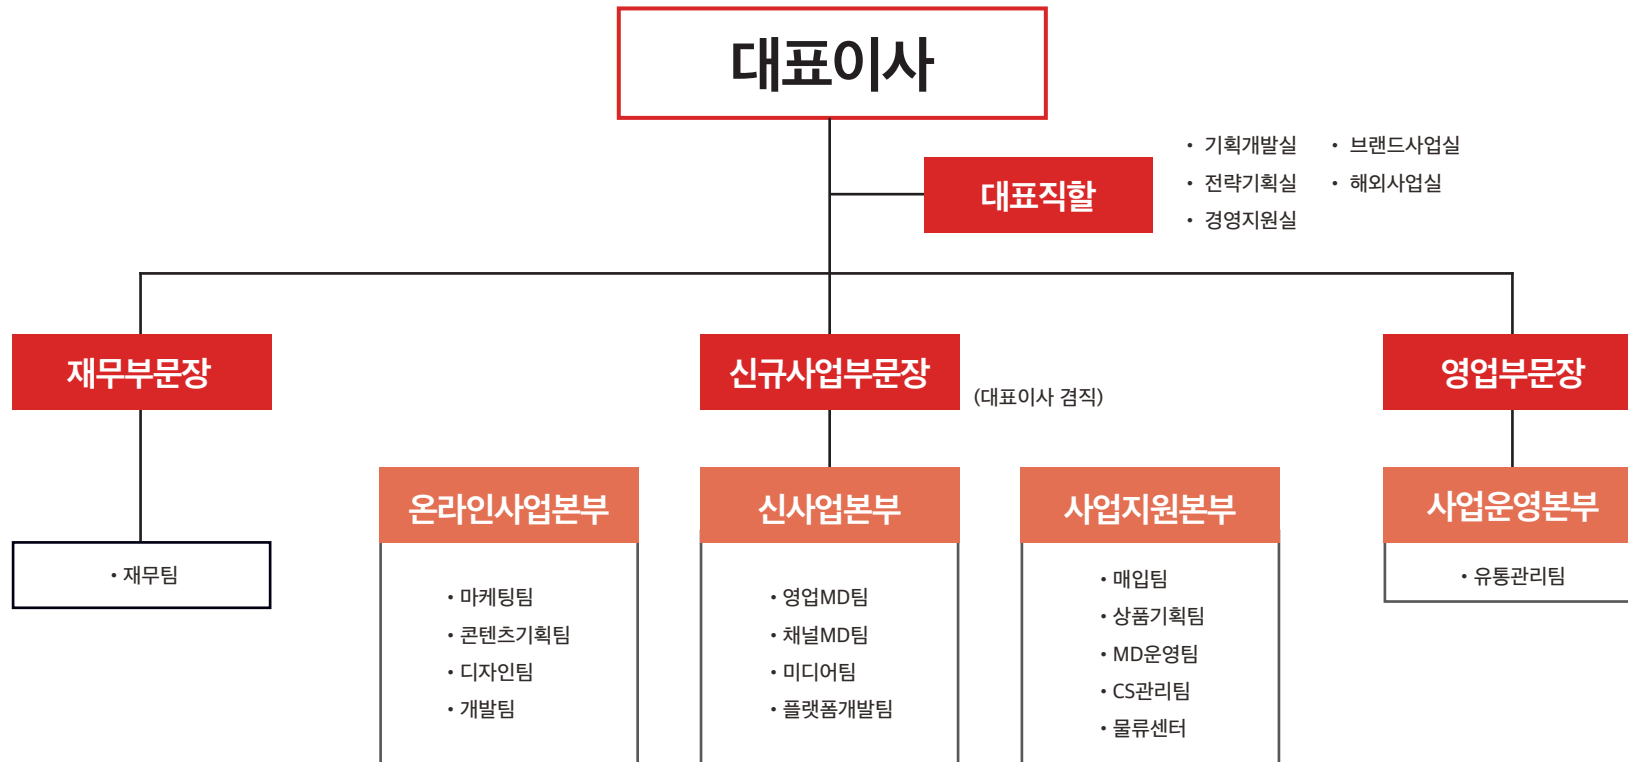 대표이사
대표직할
• 기획개발실 • 브랜드사업실
• 전략기획실 • 해외사업실
• 경영지원실
재무부문장
신규사업부문장
(대표이사 겸직)
영업부문장
• 재무팀
온라인사업본부
• 마케팅팀
• 콘텐츠기획팀
• 디자인팀
• 개발팀
신사업본부
• 영업MD팀
• 채널MD팀
• 미디어팀
• 플랫폼개발팀
사업지원본부
• 매입팀
• 상품기획팀
• MD운영팀
• CS관리팀
• 물류센터
사업운영본부
• 유통관리팀